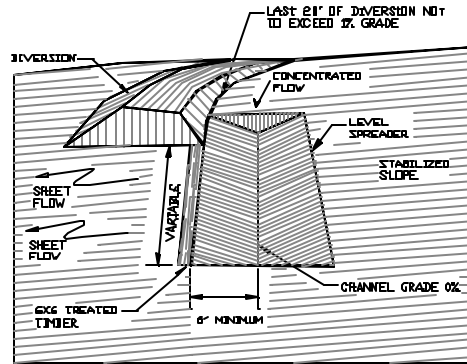 LAST 20' OF DIVERSION NOT
TO EXCEED 1% GRADE
DIVERSION
CONCENTRATED
FLOW
LEVEL
SPREADER
STABILIZED
SLOPE
SHEET
FLOW
VARIABLE
SHEET
FLOW
CHANNEL GRADE 0%
6X6 TREATED
TIMBER
6' MINIMUM